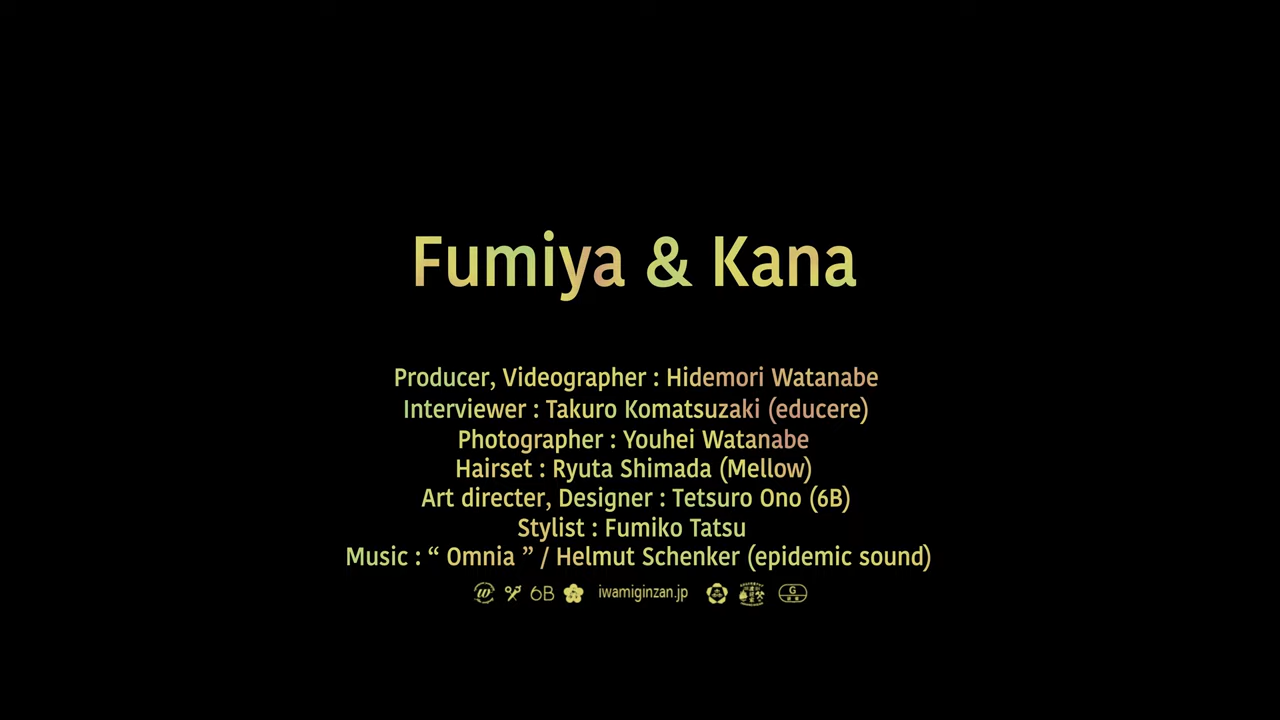 Fumiya & Kana
Producer, Videographer : Hidemori Watanabe
Interviewer : Takuro Komatsuzaki (educere)
Photographer : Youhei Watanabe
Hairset : Ryuta Shimada (Mellow)
Art directer, Designer : Tetsuro Ono (6B)
Stylist : Fumiko Tatsu
Music : “ Omnia ” / Helmut Schenker (epidemic sound)
w 6B iwamiginzan.jp G